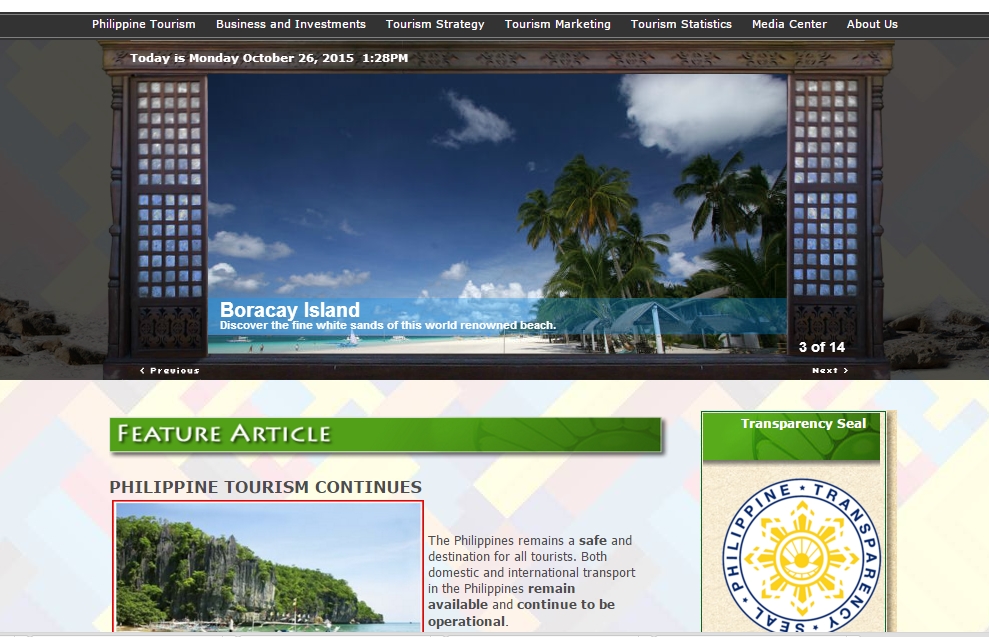 Philippine Tourism Business and Investments Tourism Strategy Tourism Marketing Tourism Statistics Media Center About Us
Today is Monday October 26, 2015 1:28PM
Boracay Island
Discover the fine white sands of this world renowned beach.
3 of 14
< Previous
Next >
FEATURE ARTICLE
PHILIPPINE TOURISM CONTINUES
The Philippines remains a safe and
destination for all tourists. Both
domestic and international transport
in the Philippines remain
available and continue to be
operational.
Transparency Seal
PHILIPPINE • TRANSPARENCY SEAL •